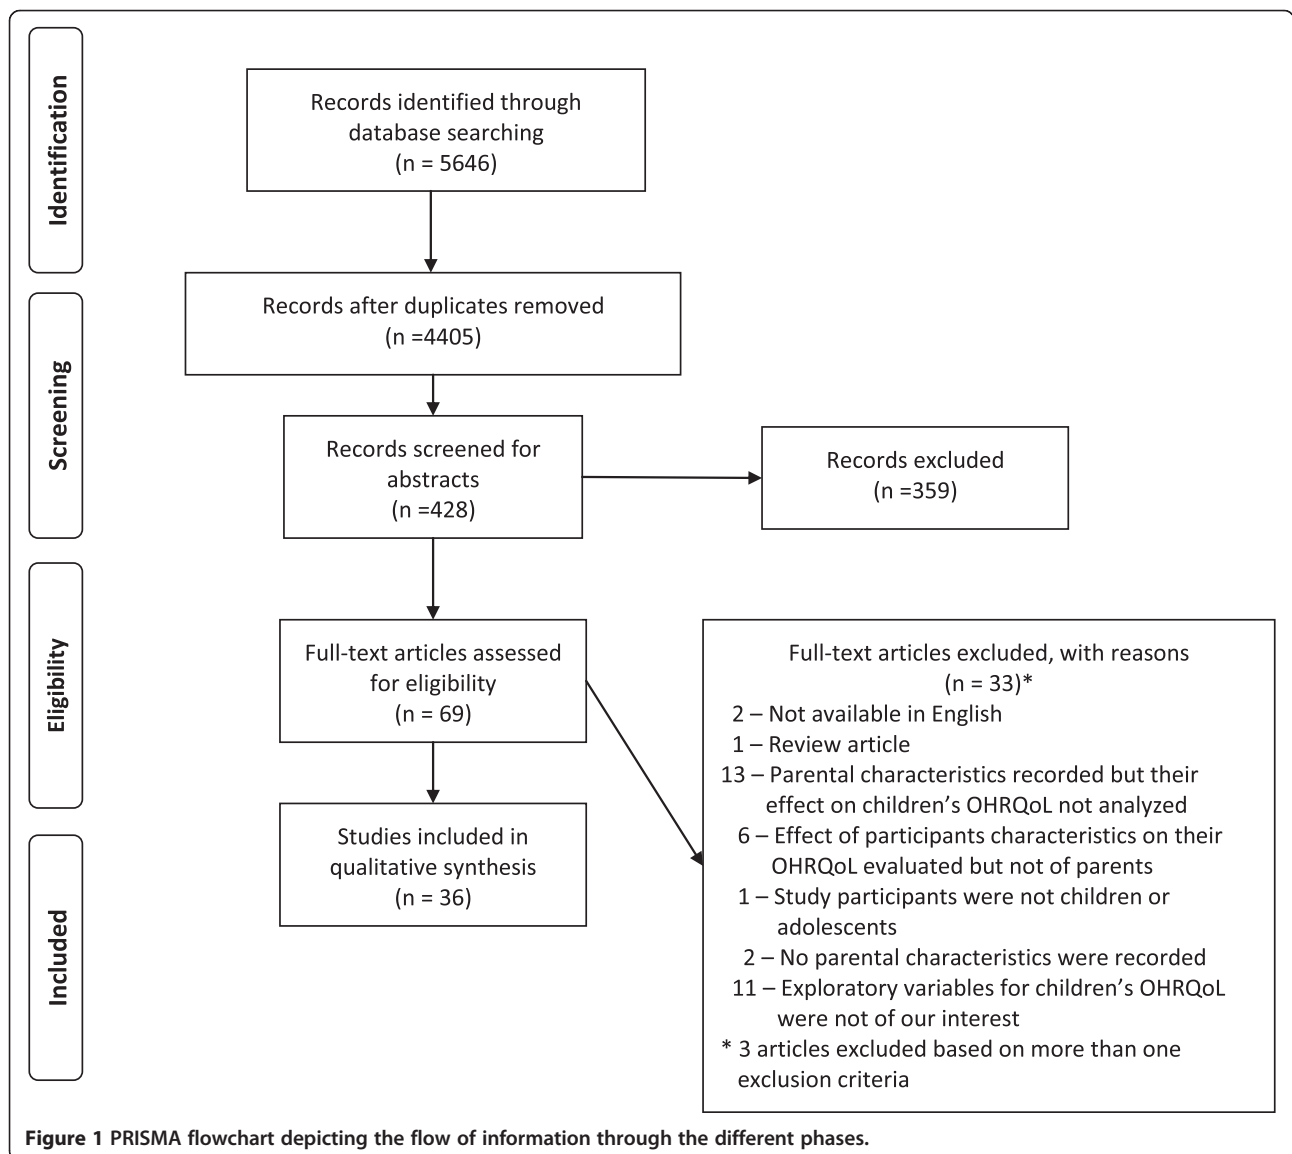 Identification
Records identified through
database searching
(n = 5646)
Records after duplicates removed
(n =4405)
Screening
Records screened for
abstracts
(n =428)
Records excluded
(n =359)
Eligibility
Full-text articles assessed
for eligibility
(n = 69)
Full-text articles excluded, with reasons
(n = 33)*
2 – Not available in English
1 – Review article
13 – Parental characteristics recorded but their
effect on children’s OHRQoL not analyzed
6 – Effect of participants characteristics on their
OHRQoL evaluated but not of parents
1 – Study participants were not children or
adolescents
2 – No parental characteristics were recorded
11 – Exploratory variables for children’s OHRQoL
were not of our interest
* 3 articles excluded based on more than one
exclusion criteria
Included
Studies included in
qualitative synthesis
(n = 36)
Figure 1 PRISMA flowchart depicting the flow of information through the different phases.